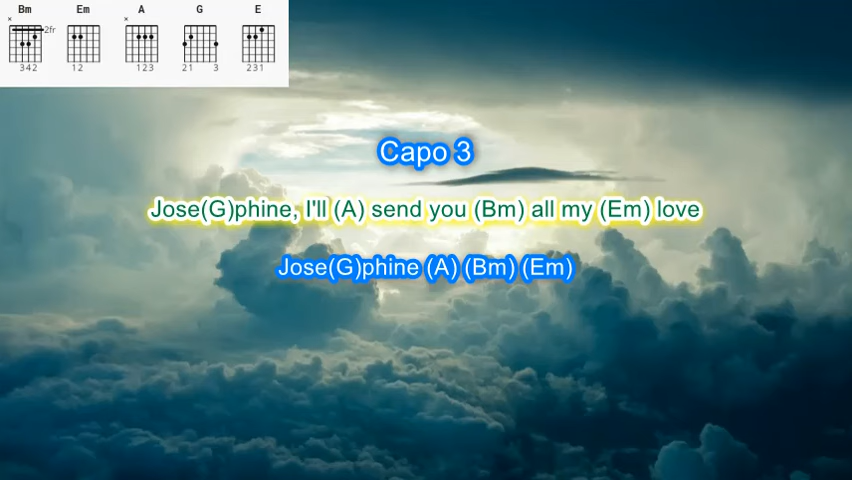 Bm Em A G E
× ×
2fr
342 12 123 21 3 231
Capo 3
Jose(G)phine, I'll (A) send you (Bm) all my (Em) love
Jose(G)phine (A) (Bm) (Em)